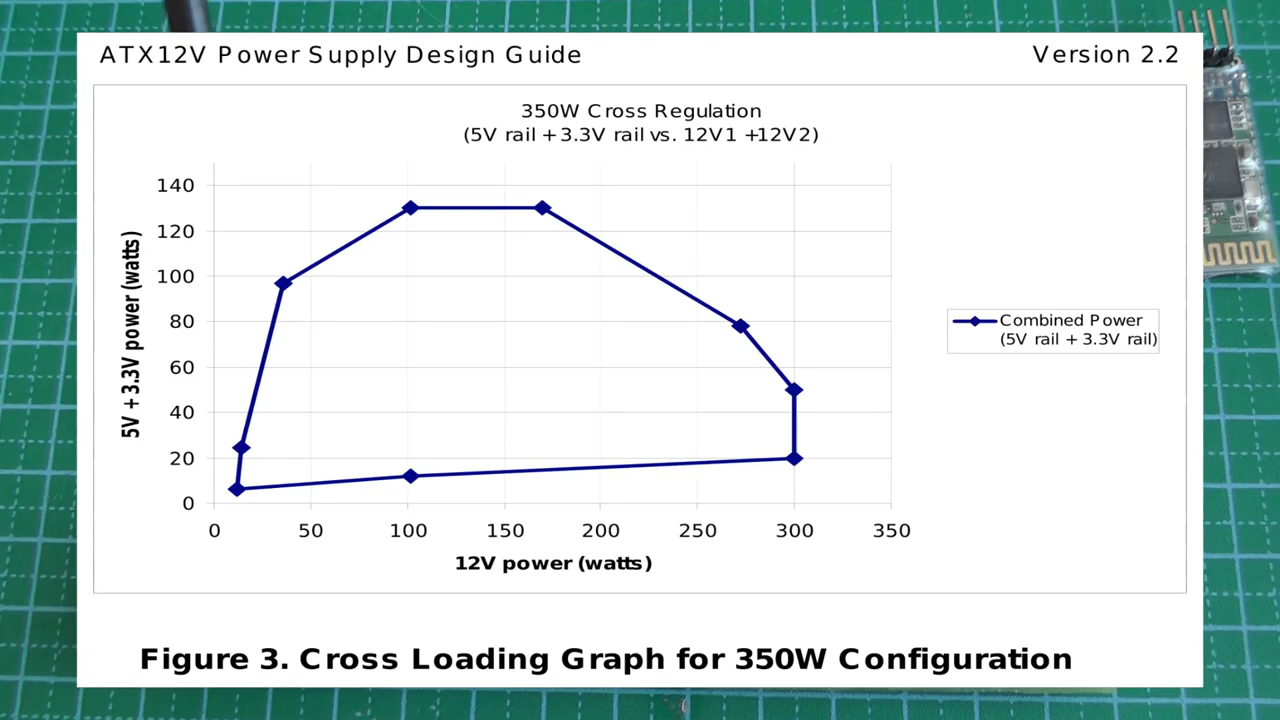 ATX12V Power Supply Design Guide
Version 2.2
350W Cross Regulation
(5V rail + 3.3V rail vs. 12V1 +12V2)
140
120
100
80
60
40
20
0
5V + 3.3V power (watts)
0 50 100 150 200 250 300 350
12V power (watts)
Combined Power
(5V rail + 3.3V rail)
Figure 3. Cross Loading Graph for 350W Configuration